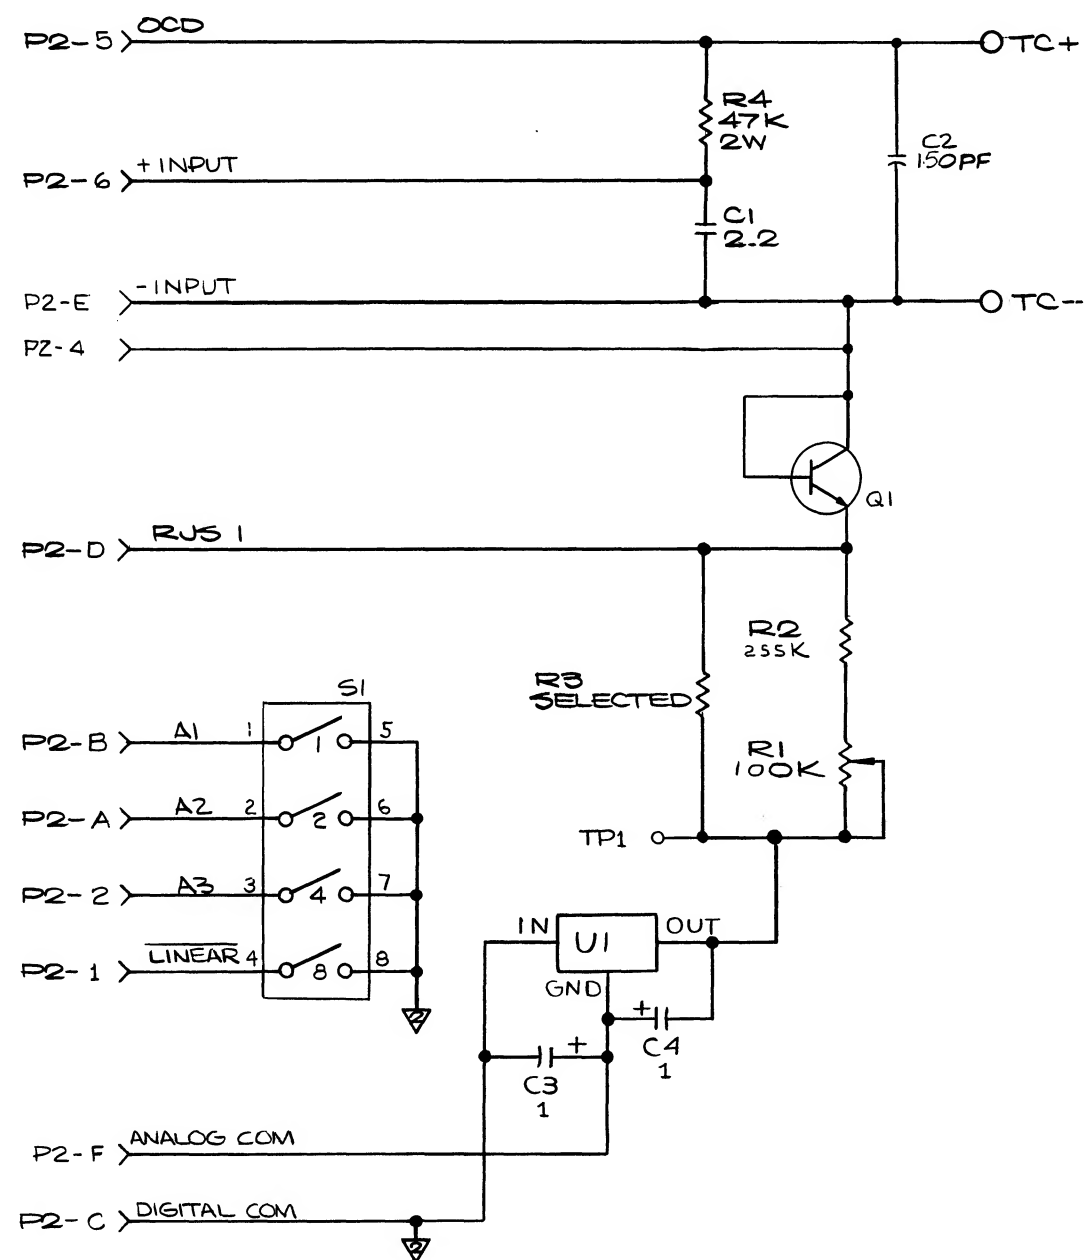 P2-5 OCD
TC+
R4
47K
2W
C2
150PF
P2-6 +INPUT
C1
2.2
P2-E -INPUT
TC-
P2-4
Q1
P2-D RJS 1
R2
255K
R3
SELECTED
R1
100K
TP1
S1
P2-B A1 1 1 5
P2-A A2 2 2 6
P2-2 A3 3 4 7
P2-1 LINEAR 4 8 8
2
IN U1 OUT
GND
+
C4
1
+
C3
1
P2-F ANALOG COM
P2-C DIGITAL COM
2